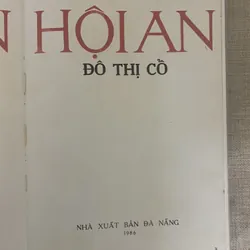 HỘI AN
ĐÔ THỊ CỔ
NHÀ XUẤT BẢN ĐÀ NẴNG
1986